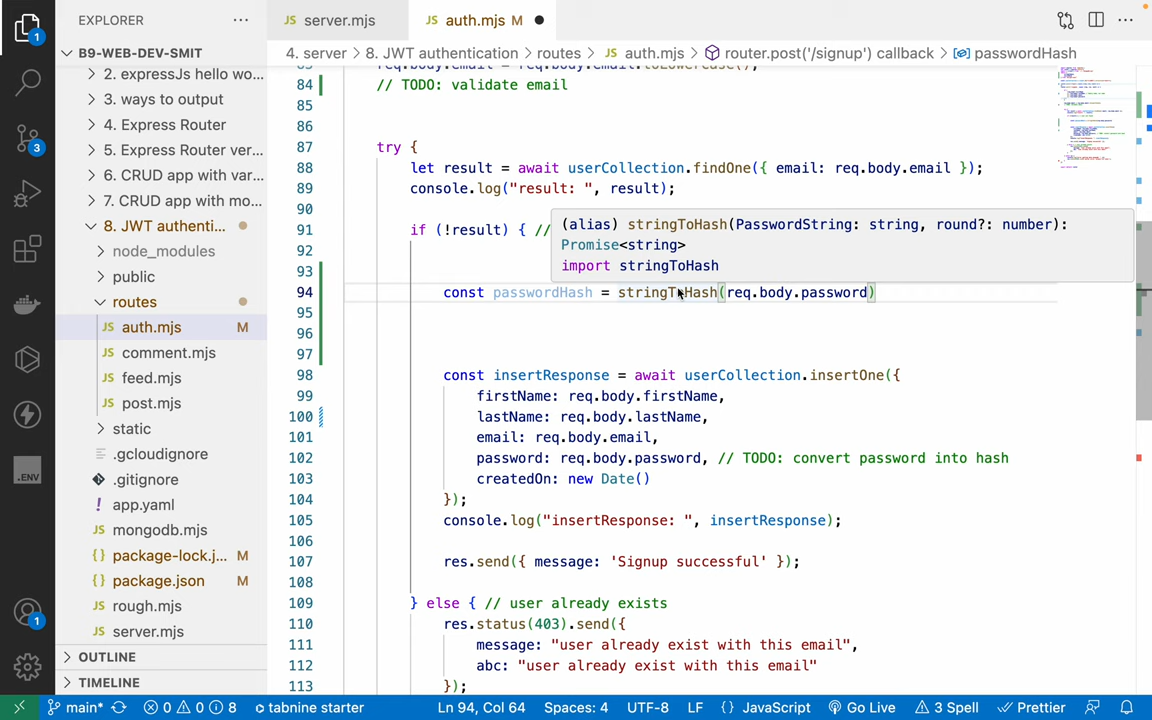 EXPLORER
server.mjs
auth.mjs M
B9-WEB-DEV-SMIT
4. server > 8. JWT authentication > routes > JS auth.mjs > router.post('/signup') callback > passwordHash
2. expressJs hello wo...
3. ways to output
4. Express Router
5. Express Router ver...
6. CRUD app with var...
7. CRUD app with mo...
8. JWT authenti...
node_modules
public
routes
JS auth.mjs M
JS comment.mjs
JS feed.mjs
JS post.mjs
static
.gcloudignore
.gitignore
! app.yaml
JS mongodb.mjs
{} package-lock.j... M
{} package.json M
JS rough.mjs
JS server.mjs
OUTLINE
TIMELINE
84 // TODO: validate email
85
86
87 try {
88 let result = await userCollection.findOne({ email: req.body.email });
89 console.log("result: ", result);
90
91 if (!result) { //
92
93
94 const passwordHash = stringToHash(req.body.password)
95
96
97
98 const insertResponse = await userCollection.insertOne({
99 firstName: req.body.firstName,
100 lastName: req.body.lastName,
101 email: req.body.email,
102 password: req.body.password, // TODO: convert password into hash
103 createdOn: new Date()
104 });
105 console.log("insertResponse: ", insertResponse);
106
107 res.send({ message: 'Signup successful' });
108
109 } else { // user already exists
110 res.status(403).send({
111 message: "user already exist with this email",
112 abc: "user already exist with this email"
113 });
(alias) stringToHash(PasswordString: string, round?: number):
Promise<string>
import stringToHash
1
3
.ENV
1
main* 0 0 8 tabnine starter Ln 94, Col 64 Spaces: 4 UTF-8 LF {} JavaScript Go Live 3 Spell Prettier